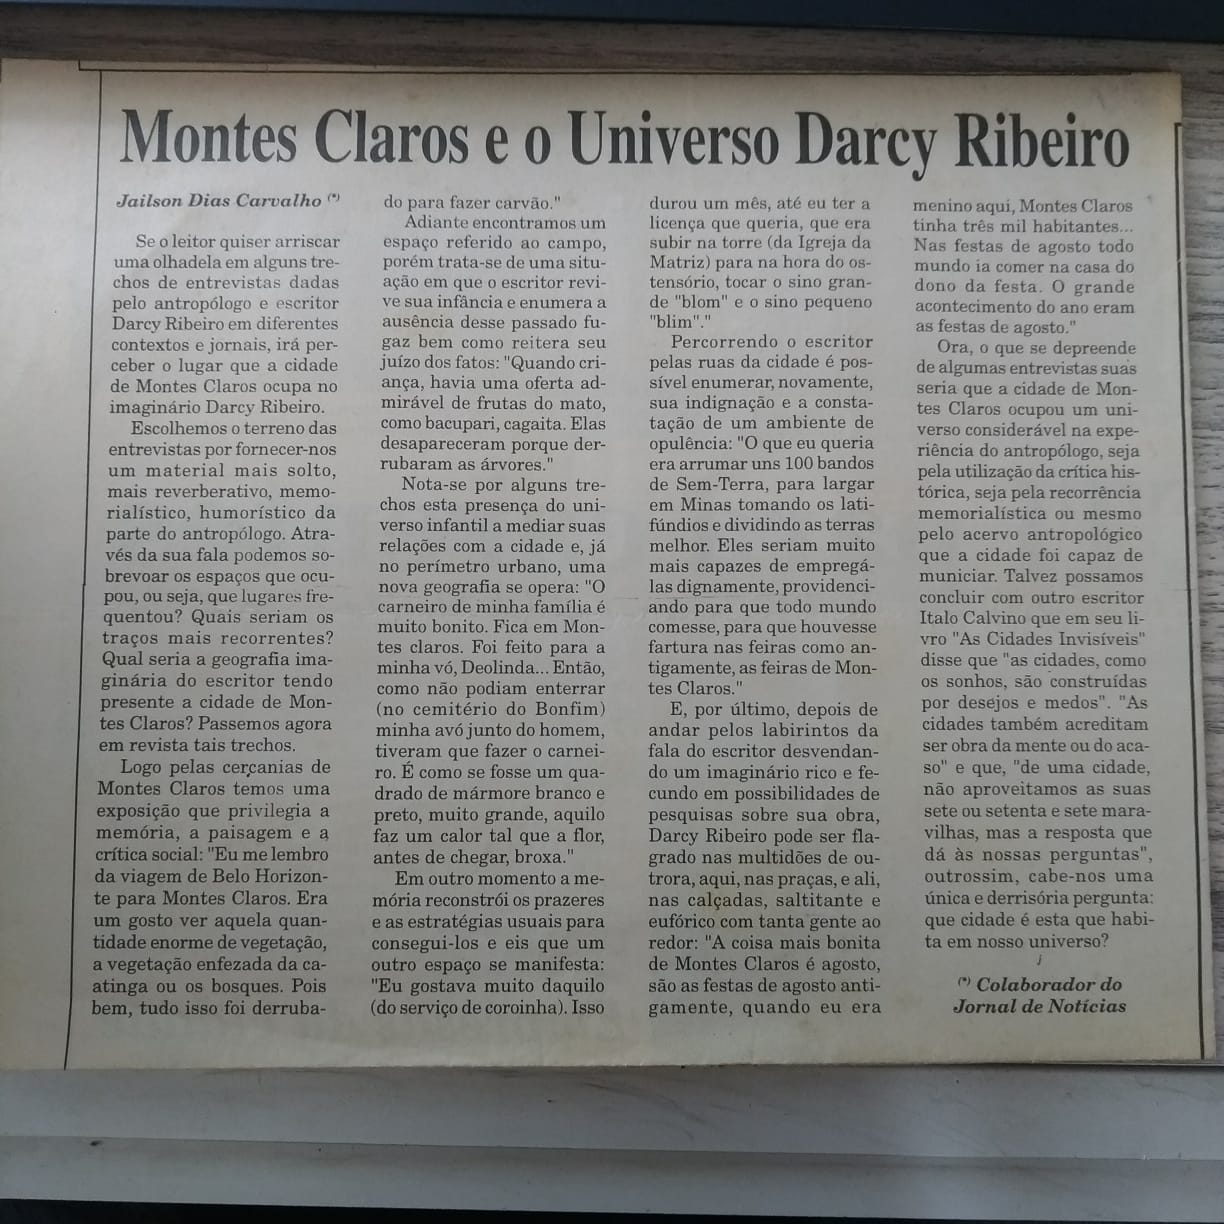 Montes Claros e o Universo Darcy Ribeiro
Jailson Dias Carvalho (*)
Se o leitor quiser arriscar
uma olhadela em alguns tre-
chos de entrevistas dadas
pelo antropólogo e escritor
Darcy Ribeiro em diferentes
contextos e jornais, irá per-
ceber o lugar que a cidade
de Montes Claros ocupa no
imaginário Darcy Ribeiro.
Escolhemos o terreno das
entrevistas por fornecer-nos
um material mais solto,
mais reverberativo, memo-
rialístico, humorístico da
parte do antropólogo. Atra-
vés da sua fala podemos so-
brevoar os espaços que ocu-
pou, ou seja, que lugares fre-
quentou? Quais seriam os
traços mais recorrentes?
Qual seria a geografia ima-
ginária do escritor tendo
presente a cidade de Mon-
tes Claros? Passemos agora
em revista tais trechos.
Logo pelas cercanias de
Montes Claros temos uma
exposição que privilegia a
memória, a paisagem e a
crítica social: "Eu me lembro
da viagem de Belo Horizon-
te para Montes Claros. Era
um gosto ver aquela quan-
tidade enorme de vegetação,
a vegetação enfezada da ca-
atinga ou os bosques. Pois
bem, tudo isso foi derruba-
do para fazer carvão."
Adiante encontramos um
espaço referido ao campo,
porém trata-se de uma situ-
ação em que o escritor revi-
ve sua infância e enumera a
ausência desse passado fu-
gaz bem como reitera seu
juízo dos fatos: "Quando cri-
ança, havia uma oferta ad-
mirável de frutas do mato,
como bacupari, cagaita. Elas
desapareceram porque der-
rubaram as árvores."
Nota-se por alguns tre-
chos esta presença do uni-
verso infantil a mediar suas
relações com a cidade e, já
no perímetro urbano, uma
nova geografia se opera: "O
carneiro de minha família é
muito bonito. Fica em Mon-
tes claros. Foi feito para a
minha vó, Deolinda... Então,
como não podiam enterrar
(no cemitério do Bonfim)
minha avó junto do homem,
tiveram que fazer o carnei-
ro. É como se fosse um qua-
drado de mármore branco e
preto, muito grande, aquilo
faz um calor tal que a flor,
antes de chegar, broxa."
Em outro momento a me-
mória reconstrói os prazeres
e as estratégias usuais para
consegui-los e eis que um
outro espaço se manifesta:
"Eu gostava muito daquilo
(do serviço de coroinha). Isso
durou um mês, até eu ter a
licença que queria, que era
subir na torre (da Igreja da
Matriz) para na hora do os-
tensório, tocar o sino gran-
de "blom" e o sino pequeno
"blim"."
Percorrendo o escritor
pelas ruas da cidade é pos-
sível enumerar, novamente,
sua indignação e a consta-
tação de um ambiente de
opulência: "O que eu queria
era arrumar uns 100 bandos
de Sem-Terra, para largar
em Minas tomando os lati-
fúndios e dividindo as terras
melhor. Eles seriam muito
mais capazes de empregá-
las dignamente, providenci-
ando para que todo mundo
comesse, para que houvesse
fartura nas feiras como an-
tigamente, as feiras de Mon-
tes Claros."
E, por último, depois de
andar pelos labirintos da
fala do escritor desvendan-
do um imaginário rico e fe-
cundo em possibilidades de
pesquisas sobre sua obra,
Darcy Ribeiro pode ser fla-
grado nas multidões de ou-
trora, aqui, nas praças, e ali,
nas calçadas, saltitante e
eufórico com tanta gente ao
redor: "A coisa mais bonita
de Montes Claros é agosto,
são as festas de agosto anti-
gamente, quando eu era
menino aqui, Montes Claros
tinha três mil habitantes...
Nas festas de agosto todo
mundo ia comer na casa do
dono da festa. O grande
acontecimento do ano eram
as festas de agosto."
Ora, o que se depreende
de algumas entrevistas suas
seria que a cidade de Mon-
tes Claros ocupou um uni-
verso considerável na expe-
riência do antropólogo, seja
pela utilização da crítica his-
tórica, seja pela recorrência
memorialística ou mesmo
pelo acervo antropológico
que a cidade foi capaz de
municiar. Talvez possamos
concluir com outro escritor
Italo Calvino que em seu li-
vro "As Cidades Invisíveis"
disse que "as cidades, como
os sonhos, são construídas
por desejos e medos". "As
cidades também acreditam
ser obra da mente ou do aca-
so" e que, "de uma cidade,
não aproveitamos as suas
sete ou setenta e sete mara-
vilhas, mas a resposta que
dá às nossas perguntas",
outrossim, cabe-nos uma
única e derrisória pergunta:
que cidade é esta que habi-
ta em nosso universo?
(*) Colaborador do
Jornal de Notícias